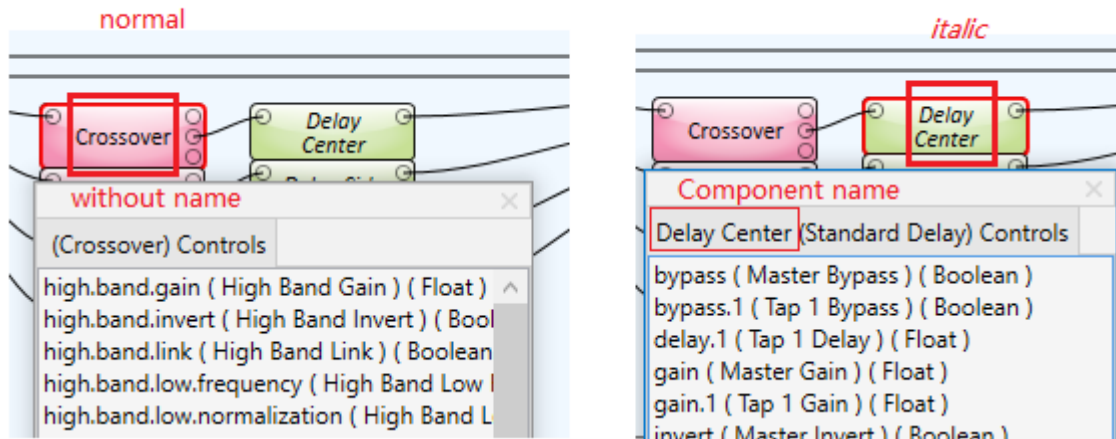 normal
Crossover
Delay
Center
without name
(Crossover) Controls
high.band.gain ( High Band Gain ) ( Float )
high.band.invert ( High Band Invert ) ( Bool
high.band.link ( High Band Link ) ( Boolean
high.band.low.frequency ( High Band Low
high.band.low.normalization ( High Band L
italic
Crossover
Delay
Center
Component name
Delay Center (Standard Delay) Controls
bypass ( Master Bypass ) ( Boolean )
bypass.1 ( Tap 1 Bypass ) ( Boolean )
delay.1 ( Tap 1 Delay ) ( Float )
gain ( Master Gain ) ( Float )
gain.1 ( Tap 1 Gain ) ( Float )
invert ( Master Invert ) ( Boolean )